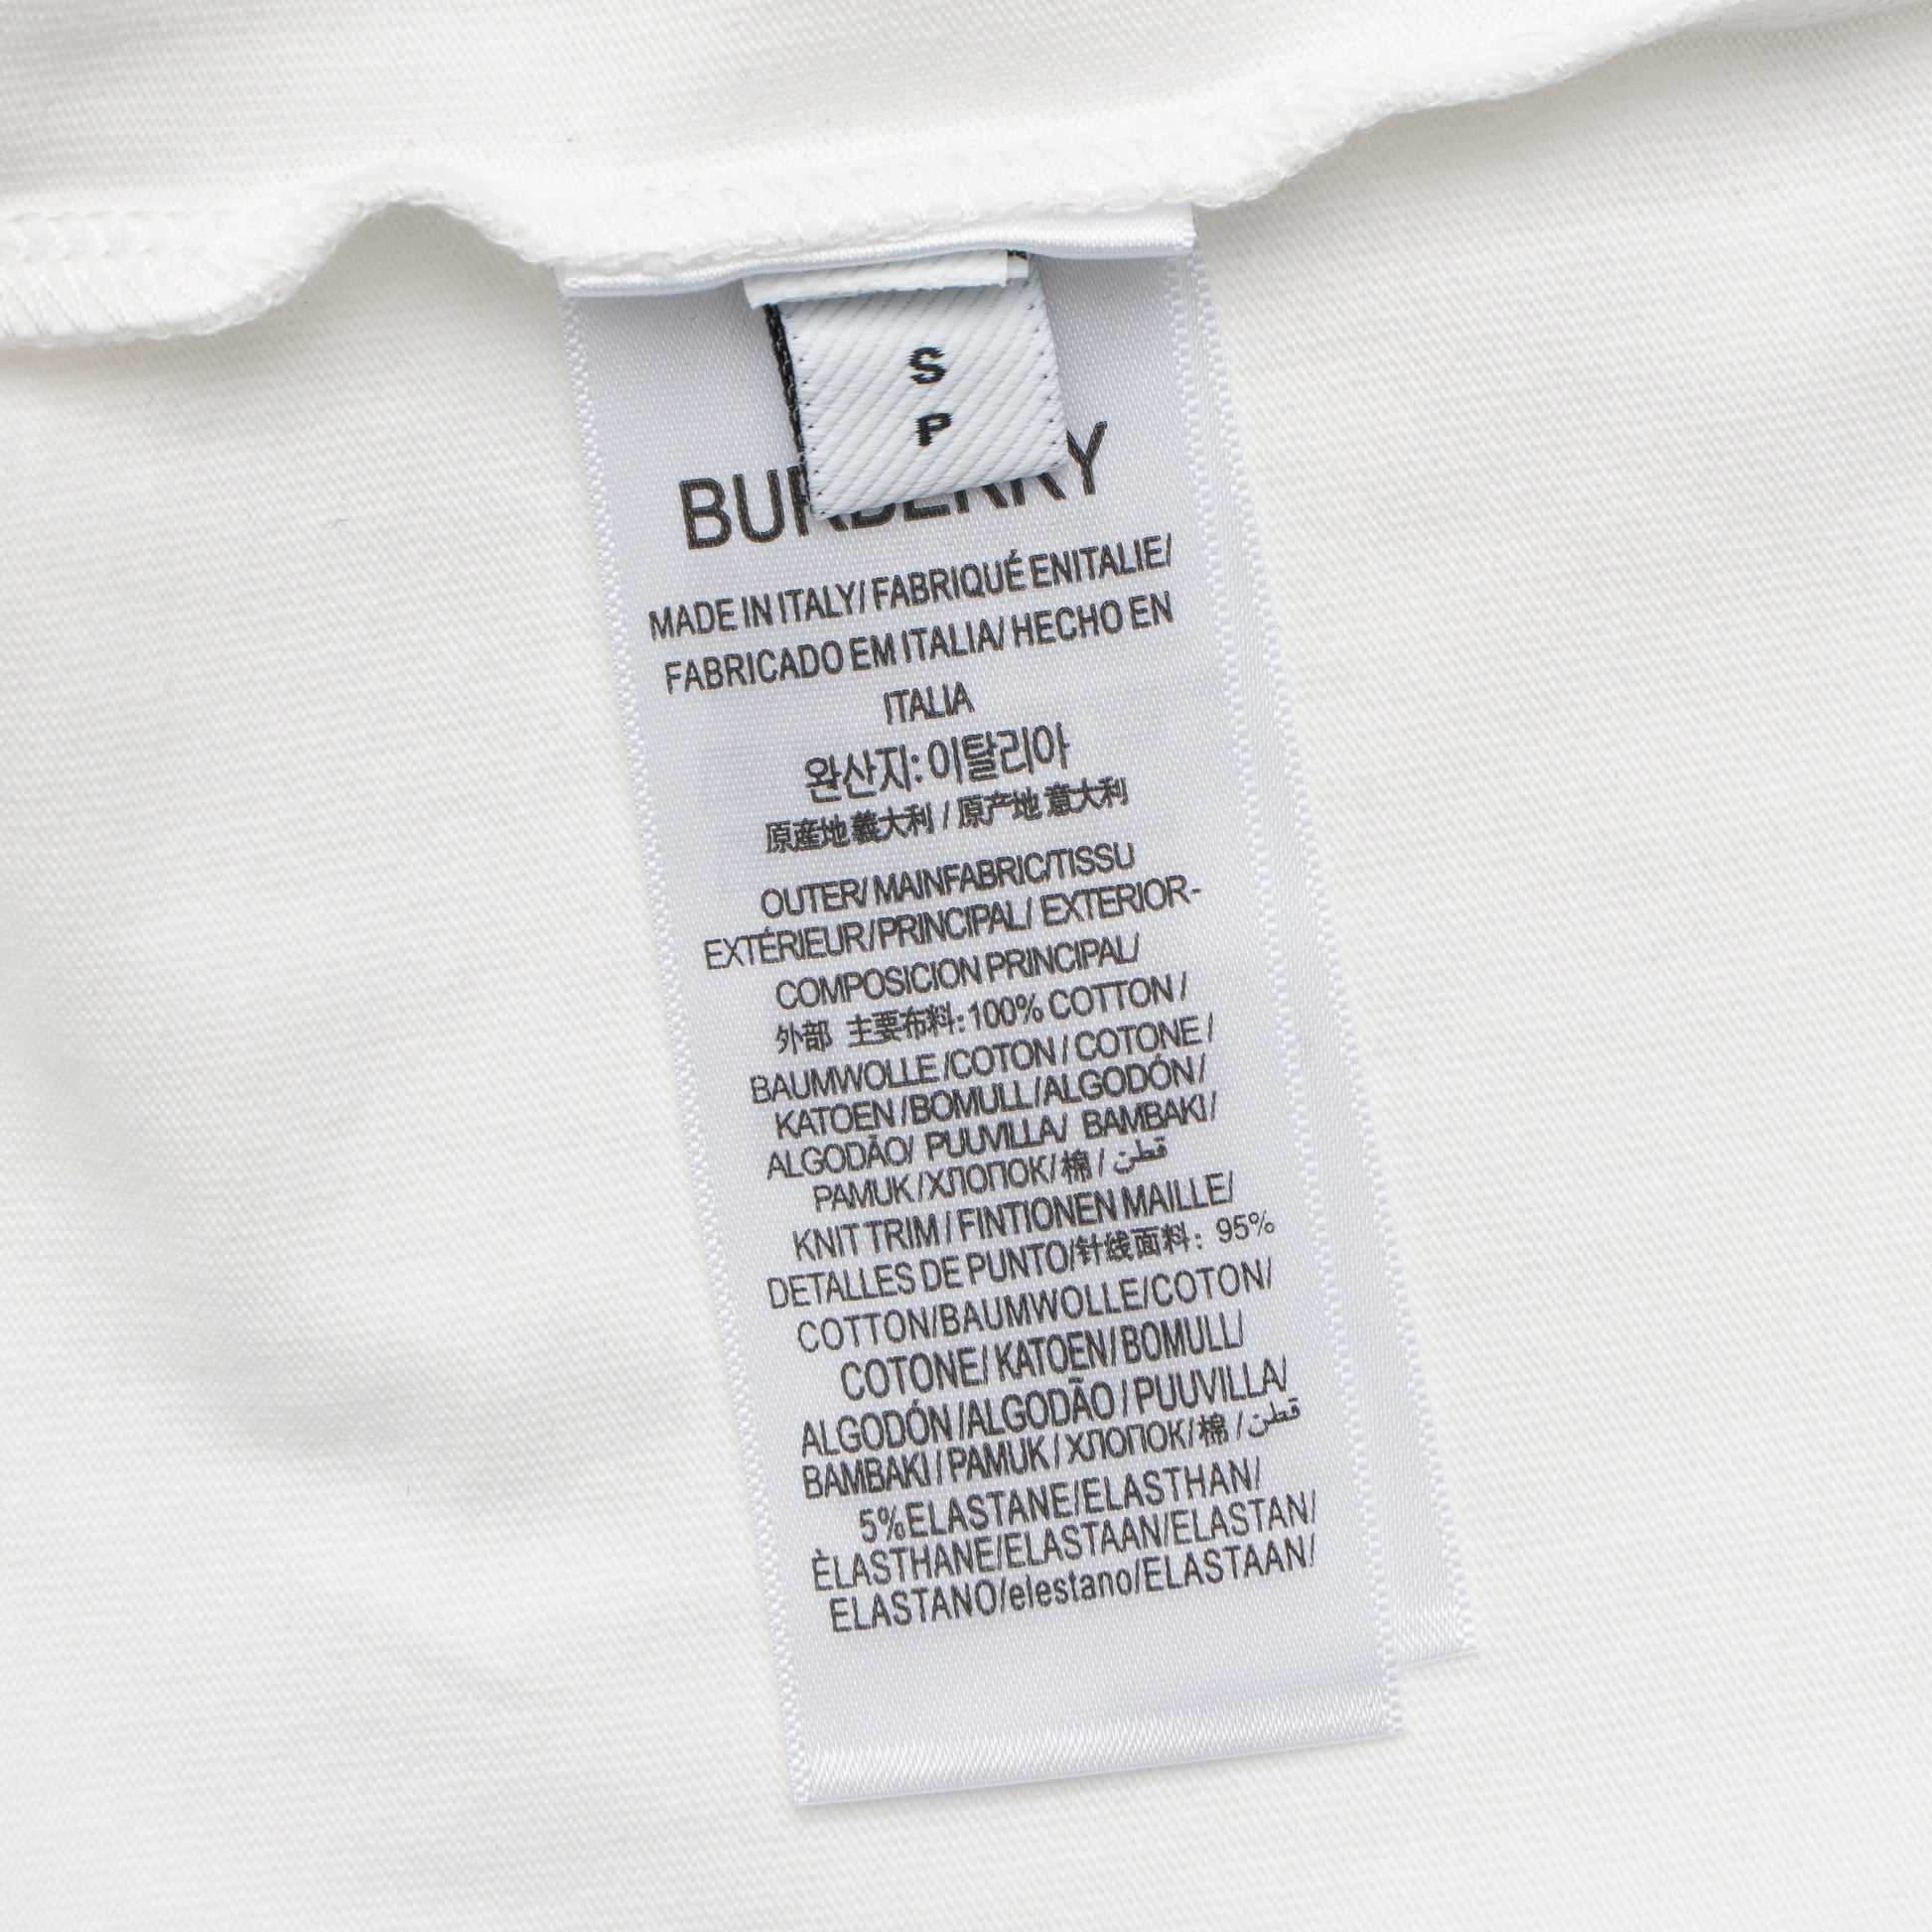 S
P
BURBERRY
MADE IN ITALY/ FABRIQUÉ ENITALIE/
FABRICADO EM ITALIA/ HECHO EN
ITALIA
완산지: 이탈리아
原産地義大利 / 原产地 意大利
OUTER/ MAINFABRIC/TISSU
EXTÉRIEUR/PRINCIPAL/ EXTERIOR-
COMPOSICION PRINCIPAL/
外部 主要布料: 100% COTTON /
BAUMWOLLE /COTON / COTONE /
KATOEN /BOMULL/ALGODÓN/
ALGODÃO/ PUUVILLA/ BAMBAKI/
PAMUK /ХЛОПОК/ 棉 / قطن
KNIT TRIM / FINTIONEN MAILLE/
DETALLES DE PUNTO/针线面料: 95%
COTTON/BAUMWOLLE/COTON/
COTONE/ KATOEN/ BOMULL/
ALGODÓN /ALGODÃO / PUUVILLA/
BAMBAKI / PAMUK / ХЛОПОК/ 棉 / قطن
5%ELASTANE/ELASTHAN/
ÈLASTHANE/ELASTAAN/ELASTAN/
ELASTANO/elestano/ELASTAAN/